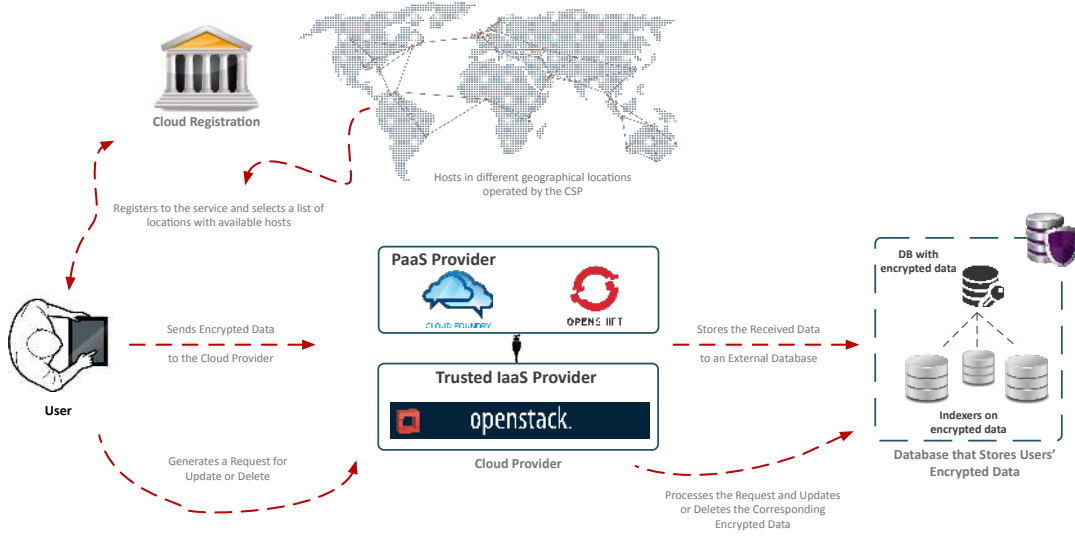 Cloud Registration
Hosts in different geographical locations
operated by the CSP
Registers to the service and selects a list of
locations with available hosts
PaaS Provider
CLOUD FOUNDRY
OPENS
Sends Encrypted Data
to the Cloud Provider
User
Trusted IaaS Provider
openstack.
Cloud Provider
Generates a Request for
Update or Delete
Stores the Received Data
to an External Database
Processes the Request and Updates
or Deletes the Corresponding
Encrypted Data
DB with
encrypted data
Indexers on
encrypted data
Database that Stores Users'
Encrypted Data